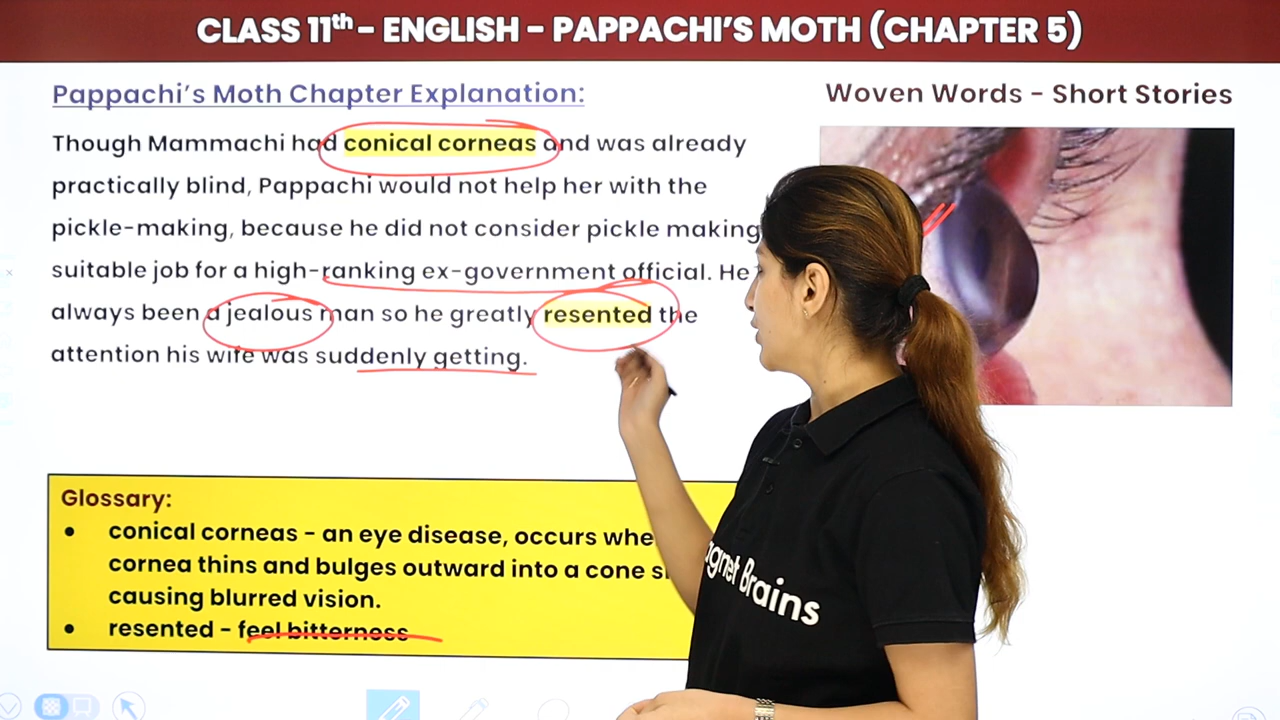 CLASS 11th - ENGLISH - PAPPACHI'S MOTH (CHAPTER 5)
Pappachi's Moth Chapter Explanation:
Woven Words - Short Stories
Though Mammachi had conical corneas and was already
practically blind, Pappachi would not help her with the
pickle-making, because he did not consider pickle making
suitable job for a high-ranking ex-government official. He
always been a jealous man so he greatly resented the
attention his wife was suddenly getting.
Glossary:
• conical corneas - an eye disease, occurs
cornea thins and bulges outward into a cone
causing blurred vision.
• resented - feel bitterness
Brains